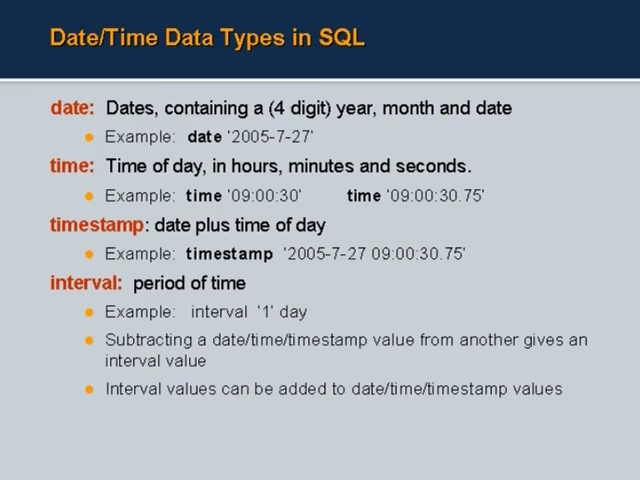 Date/Time Data Types in SQL
date: Dates, containing a (4 digit) year, month and date
Example: date '2005-7-27'
time: Time of day, in hours, minutes and seconds.
Example: time '09:00:30' time '09:00:30.75'
timestamp: date plus time of day
Example: timestamp '2005-7-27 09:00:30.75'
interval: period of time
Example: interval '1' day
Subtracting a date/time/timestamp value from another gives an
interval value
Interval values can be added to date/time/timestamp values